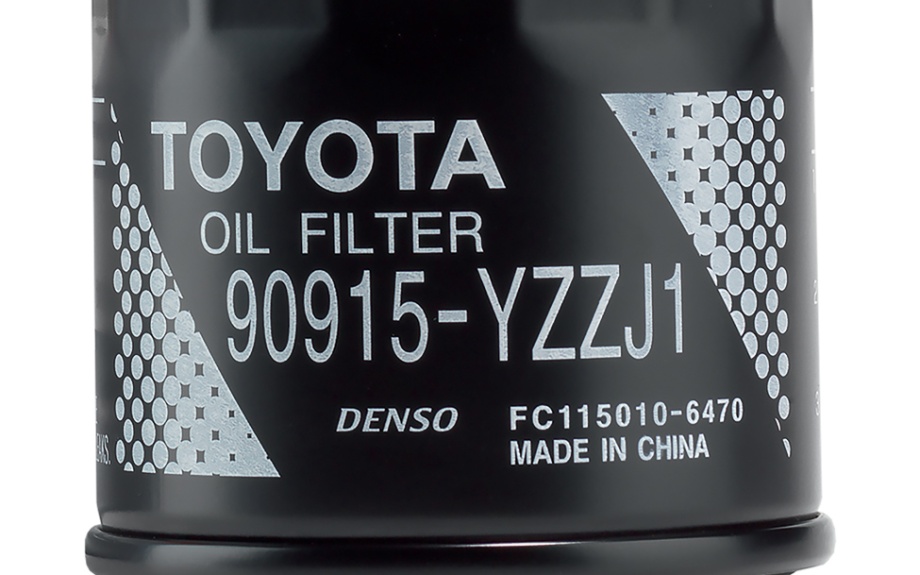 TOYOTA
OIL FILTER
90915-YZZJ1
DENSO
FC115010-6470
MADE IN CHINA